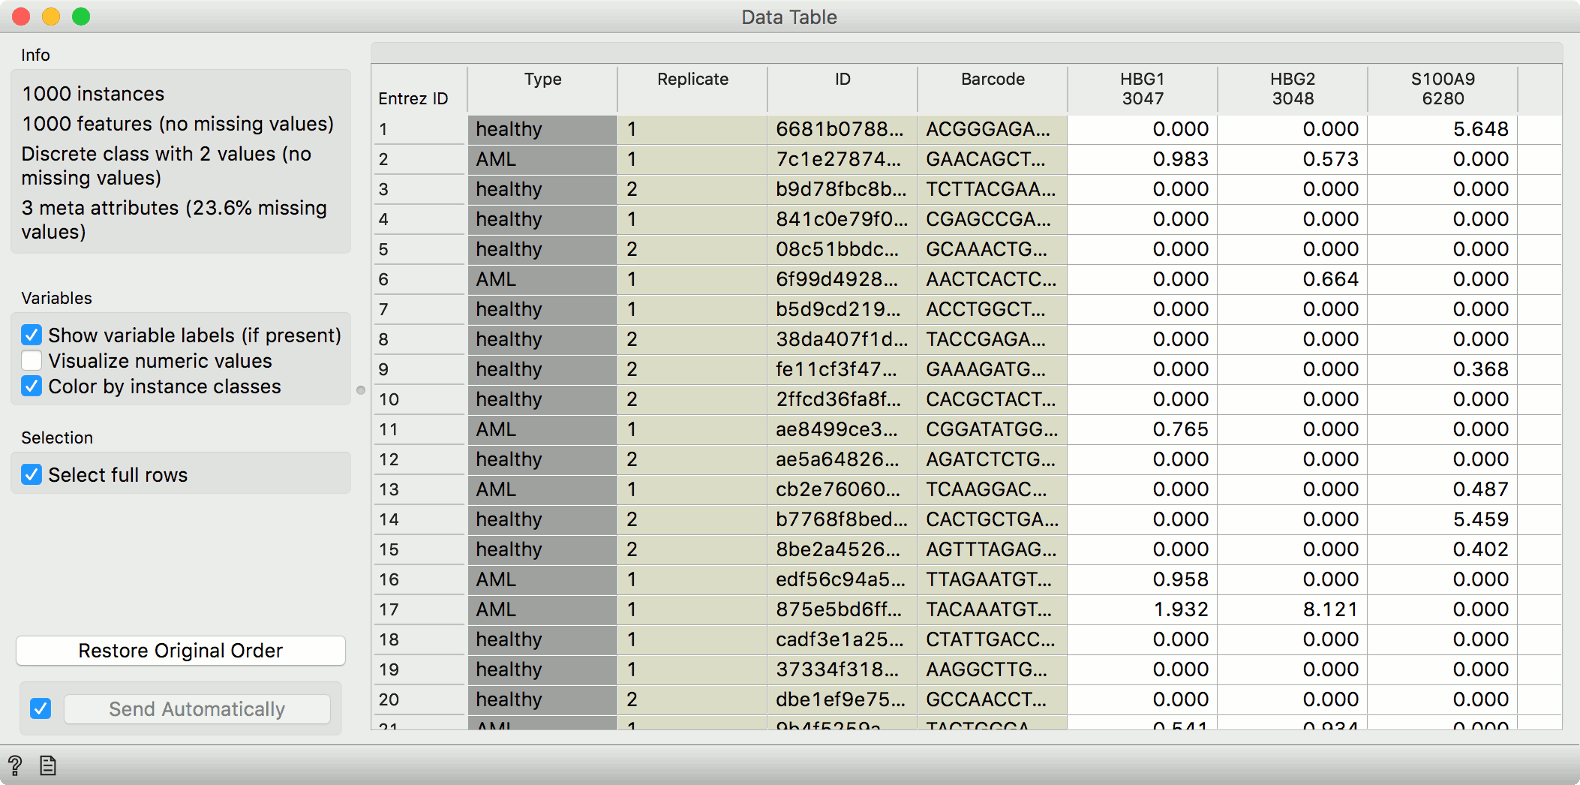 Data Table
Info
1000 instances
1000 features (no missing values)
Discrete class with 2 values (no
missing values)
3 meta attributes (23.6% missing
values)
Variables
Show variable labels (if present)
Visualize numeric values
Color by instance classes
Selection
Select full rows
Restore Original Order
Send Automatically
Type Replicate ID Barcode HBG1 HBG2 S100A9
Entrez ID 3047 3048 6280
1 healthy 1 6681b0788... ACGGGAGA... 0.000 0.000 5.648
2 AML 1 7c1e27874... GAACAGCT... 0.983 0.573 0.000
3 healthy 2 b9d78fbc8b... TCTTACGAA... 0.000 0.000 0.000
4 healthy 1 841c0e79f0... CGAGCCGA... 0.000 0.000 0.000
5 healthy 2 08c51bbdc... GCAAACTG... 0.000 0.000 0.000
6 AML 1 6f99d4928... AACTCACTC... 0.000 0.664 0.000
7 healthy 1 b5d9cd219... ACCTGGCT... 0.000 0.000 0.000
8 healthy 2 38da407f1d... TACCGAGA... 0.000 0.000 0.000
9 healthy 2 fe11cf3f47... GAAAGATG... 0.000 0.000 0.368
10 healthy 2 2ffcd36fa8f... CACGCTACT... 0.000 0.000 0.000
11 AML 1 ae8499ce3... CGGATATGG... 0.765 0.000 0.000
12 healthy 2 ae5a64826... AGATCTCTG... 0.000 0.000 0.000
13 AML 1 cb2e76060... TCAAGGAC... 0.000 0.000 0.487
14 healthy 2 b7768f8bed... CACTGCTGA... 0.000 0.000 5.459
15 healthy 2 8be2a4526... AGTTTAGAG... 0.000 0.000 0.402
16 AML 1 edf56c94a5... TTAGAATGT... 0.958 0.000 0.000
17 AML 1 875e5bd6ff... TACAAATGT... 1.932 8.121 0.000
18 healthy 1 cadf3e1a25... CTATTGACC... 0.000 0.000 0.000
19 healthy 1 37334f318... AAGGCTTG... 0.000 0.000 0.000
20 healthy 2 dbe1ef9e75... GCCAACCT... 0.000 0.000 0.000
21 AML 1 9b4f5259a... TACTGGGA... 0.541 0.934 0.000
?